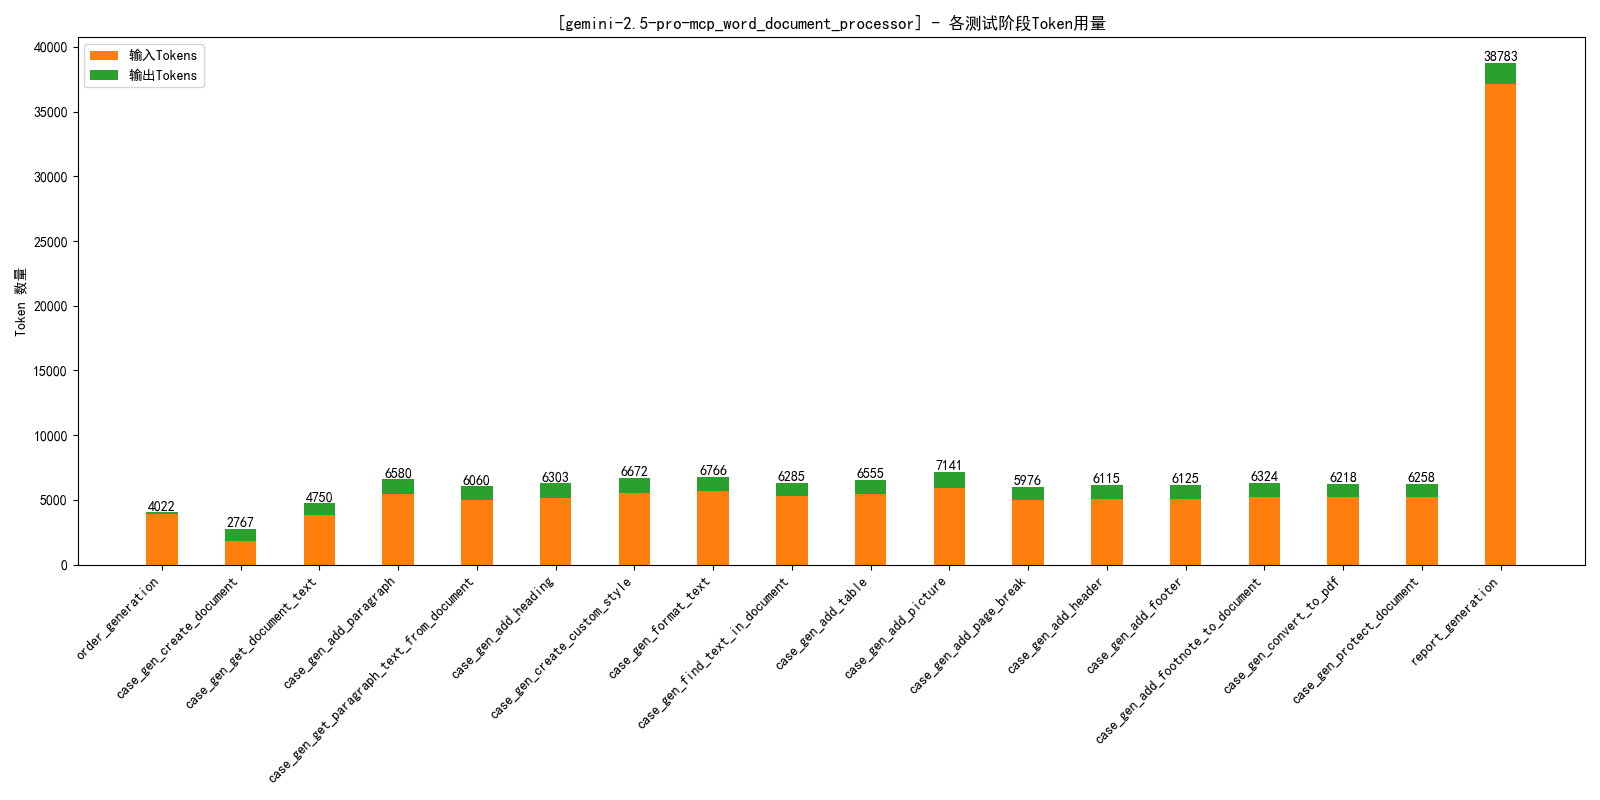 [gemini-2.5-pro-mcp_word_document_processor] - 各测试阶段Token用量
输入Tokens
输出Tokens
Token 数量
40000
35000
30000
25000
20000
15000
10000
5000
0
4022
2767
4750
6580
6060
6303
6672
6766
6285
6555
7141
5976
6115
6125
6324
6218
6258
38783
order_generation
case_gen_create_document
case_gen_get_document_text
case_gen_add_paragraph
case_gen_get_paragraph_text_from_document
case_gen_add_heading
case_gen_create_custom_style
case_gen_format_text
case_gen_find_text_in_document
case_gen_add_table
case_gen_add_picture
case_gen_add_page_break
case_gen_add_header
case_gen_add_footer
case_gen_add_footnote_to_document
case_gen_convert_to_pdf
case_gen_protect_document
report_generation